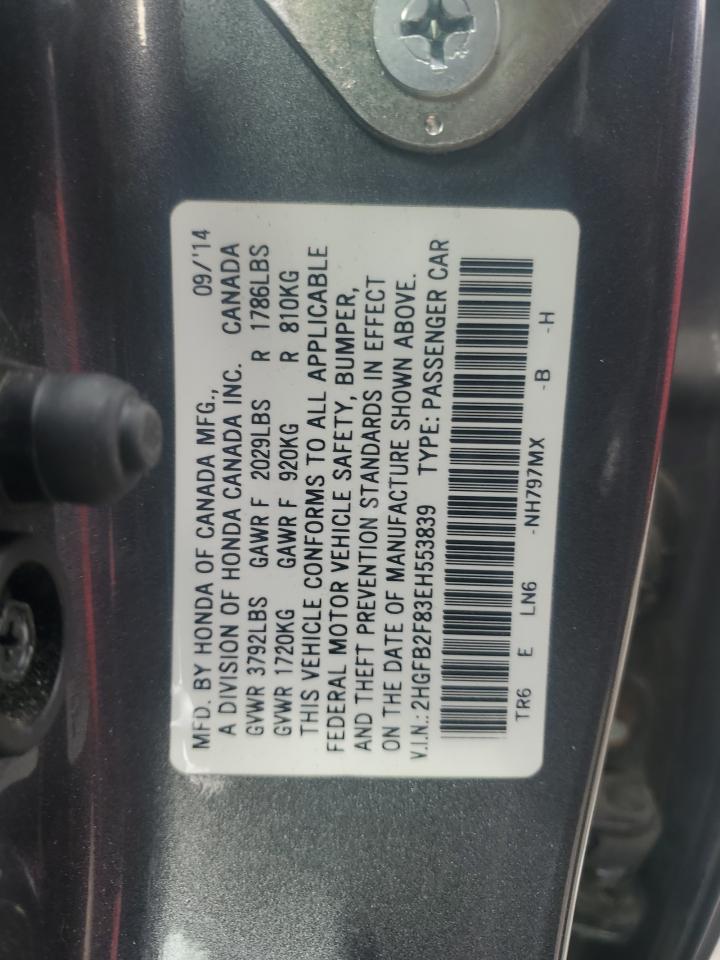 MFD. BY HONDA OF CANADA MFG., 09/'14
A DIVISION OF HONDA CANADA INC. CANADA
GVWR 3792LBS GAWR F 2029LBS R 1786LBS
GVWR 1720KG GAWR F 920KG R 810KG
THIS VEHICLE CONFORMS TO ALL APPLICABLE
FEDERAL MOTOR VEHICLE SAFETY, BUMPER,
AND THEFT PREVENTION STANDARDS IN EFFECT
ON THE DATE OF MANUFACTURE SHOWN ABOVE.
V.I.N.: 2HGFB2F83EH553839 TYPE: PASSENGER CAR
TR6 E LN6 -NH797MX -B -H